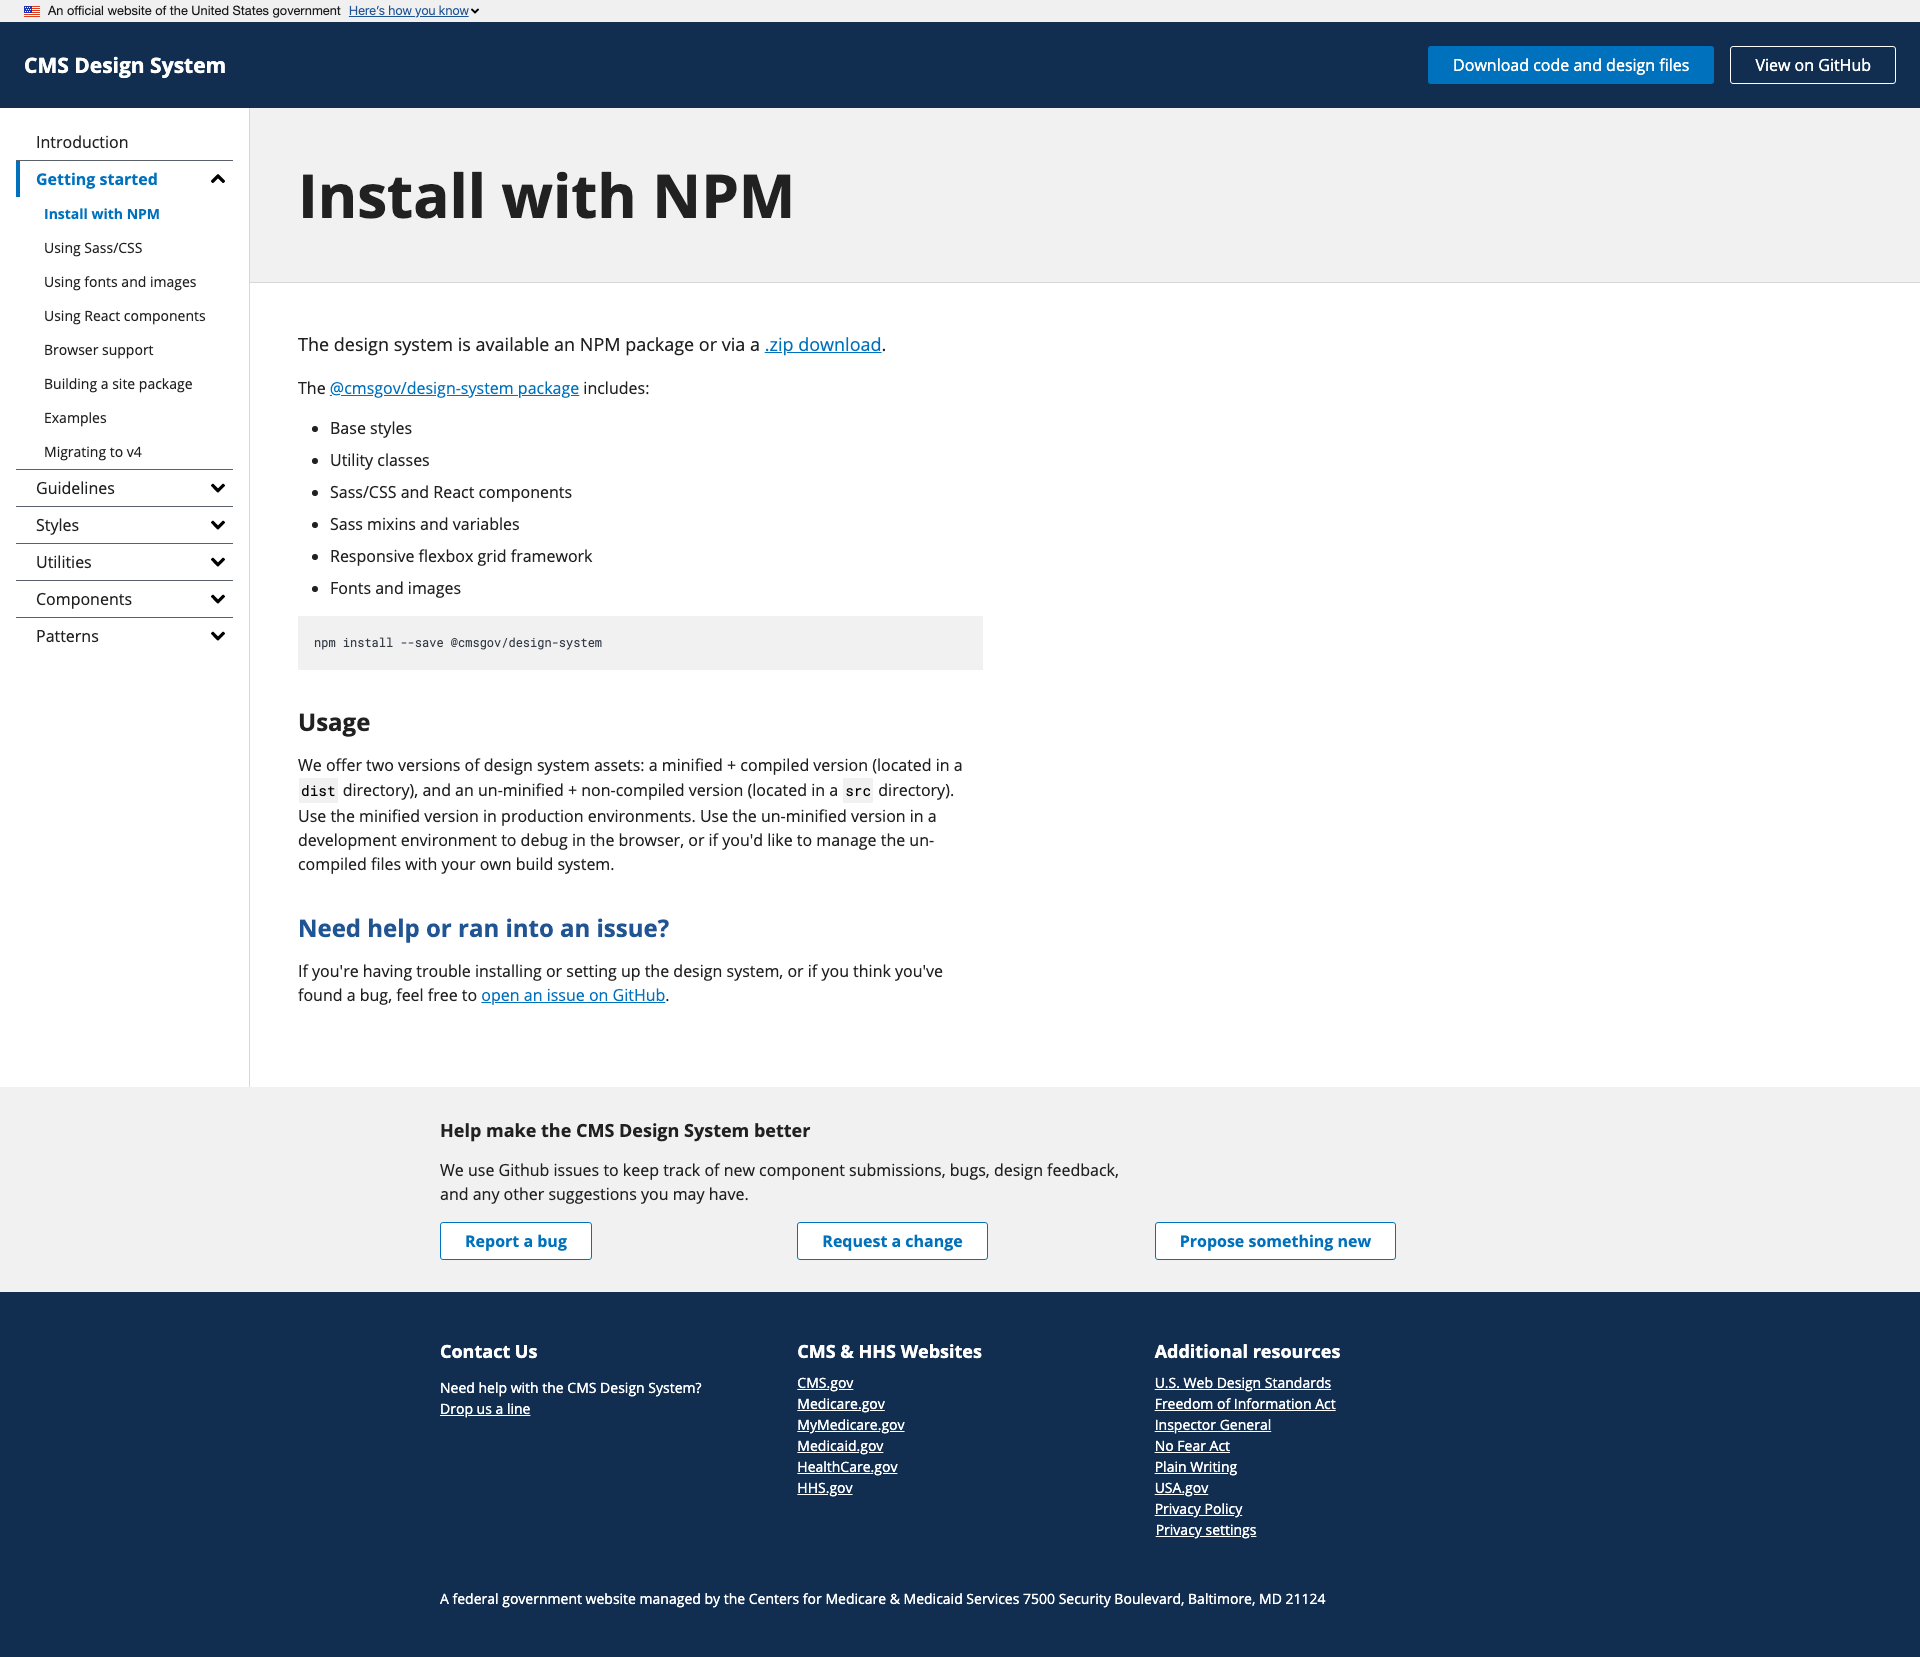 An official website of the United States government Here's how you know
CMS Design System
Download code and design files
View on GitHub
Introduction
Getting started
Install with NPM
Using Sass/CSS
Using fonts and images
Using React components
Browser support
Building a site package
Examples
Migrating to v4
Guidelines
Styles
Utilities
Components
Patterns
Install with NPM
The design system is available an NPM package or via a .zip download.
The @cmsgov/design-system package includes:
Base styles
Utility classes
Sass/CSS and React components
Sass mixins and variables
Responsive flexbox grid framework
Fonts and images
npm install --save @cmsgov/design-system
Usage
We offer two versions of design system assets: a minified + compiled version (located in a
dist directory), and an un-minified + non-compiled version (located in a src directory).
Use the minified version in production environments. Use the un-minified version in a
development environment to debug in the browser, or if you'd like to manage the un-
compiled files with your own build system.
Need help or ran into an issue?
If you're having trouble installing or setting up the design system, or if you think you've
found a bug, feel free to open an issue on GitHub.
Help make the CMS Design System better
We use Github issues to keep track of new component submissions, bugs, design feedback,
and any other suggestions you may have.
Report a bug
Request a change
Propose something new
Contact Us
Need help with the CMS Design System?
Drop us a line
CMS & HHS Websites
CMS.gov
Medicare.gov
MyMedicare.gov
Medicaid.gov
HealthCare.gov
HHS.gov
Additional resources
U.S. Web Design Standards
Freedom of Information Act
Inspector General
No Fear Act
Plain Writing
USA.gov
Privacy Policy
Privacy settings
A federal government website managed by the Centers for Medicare & Medicaid Services 7500 Security Boulevard, Baltimore, MD 21124